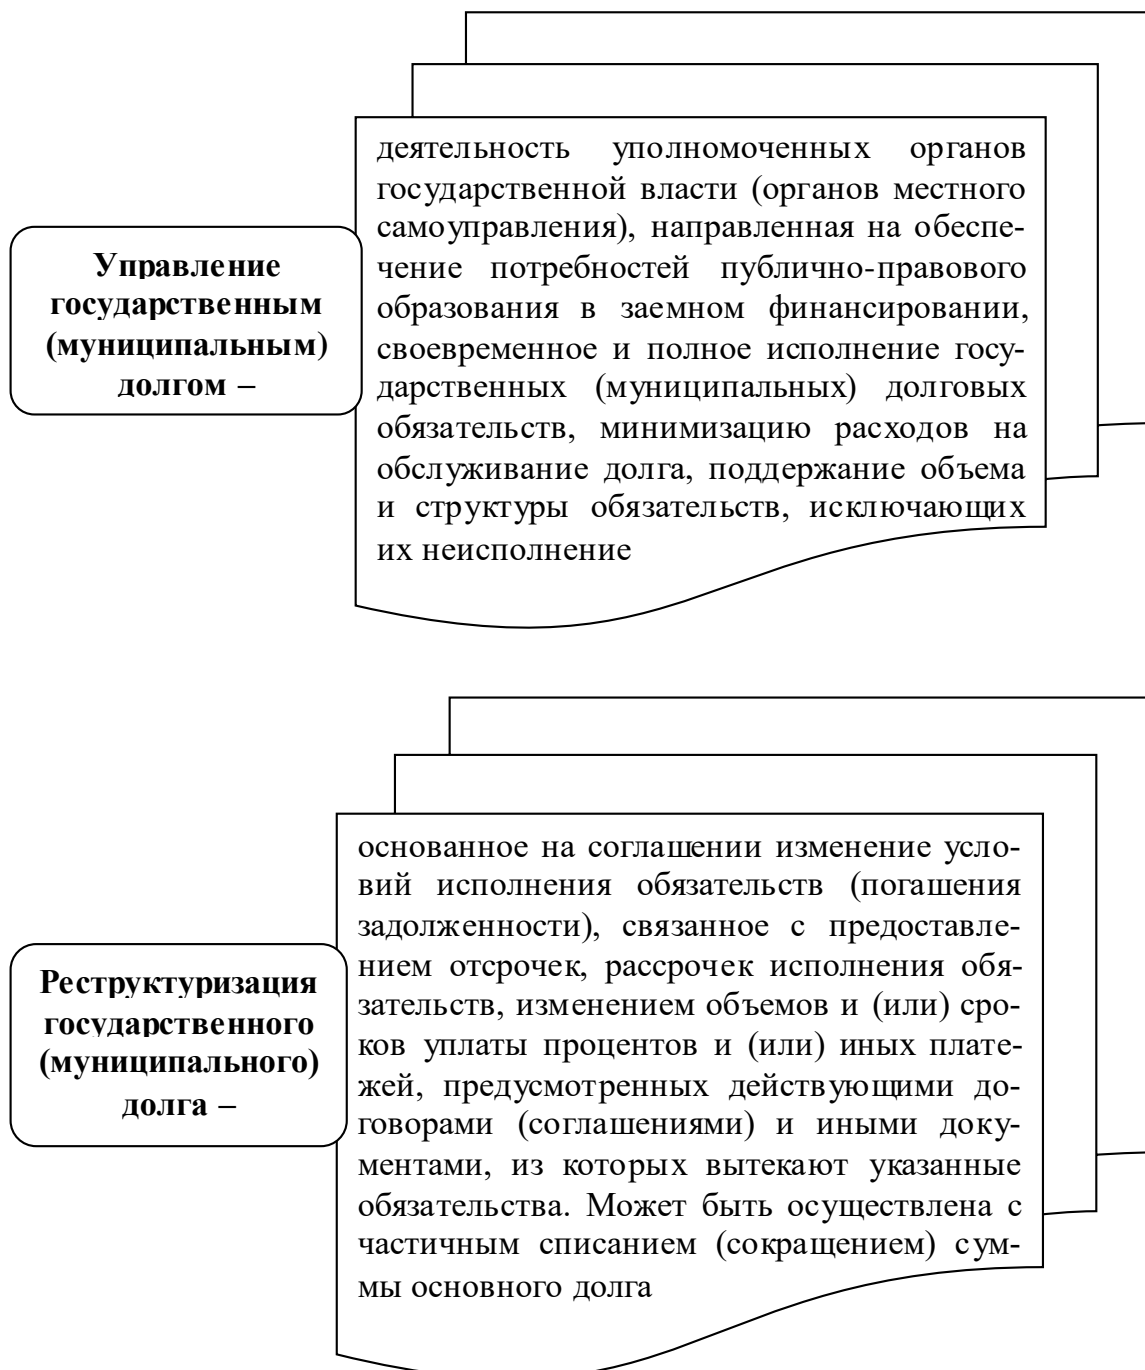 Управление
государственным
(муниципальным)
долгом –
деятельность уполномоченных органов
государственной власти (органов местного
самоуправления), направленная на обеспе-
чение потребностей публично-правового
образования в заемном финансировании,
своевременное и полное исполнение госу-
дарственных (муниципальных) долговых
обязательств, минимизацию расходов на
обслуживание долга, поддержание объема
и структуры обязательств, исключающих
их неисполнение
Реструктуризация
государственного
(муниципального)
долга –
основанное на соглашении изменение усло-
вий исполнения обязательств (погашения
задолженности), связанное с предоставле-
нием отсрочек, рассрочек исполнения обя-
зательств, изменением объемов и (или) сро-
ков уплаты процентов и (или) иных плате-
жей, предусмотренных действующими до-
говорами (соглашениями) и иными доку-
ментами, из которых вытекают указанные
обязательства. Может быть осуществлена с
частичным списанием (сокращением) сум-
мы основного долга